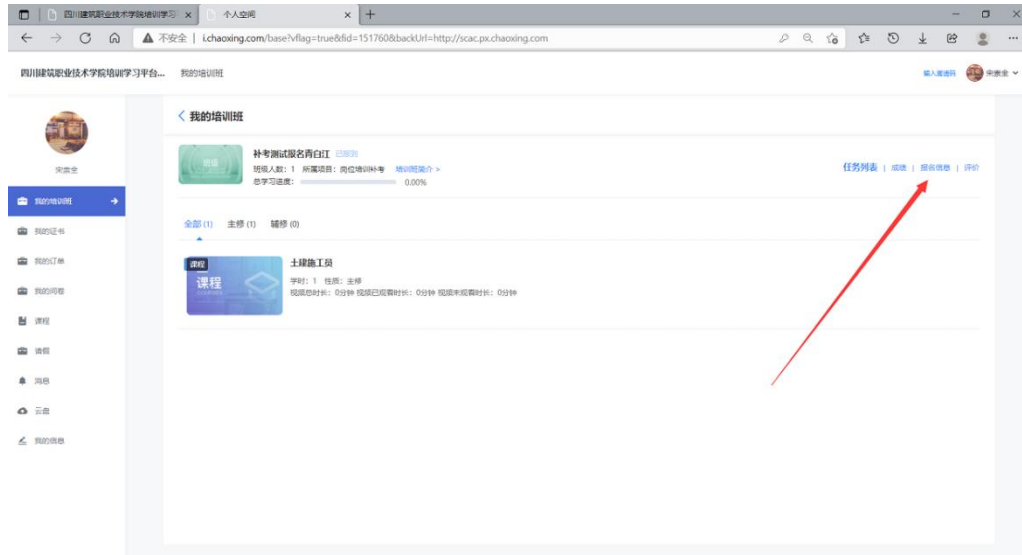 四川建筑职业技术学院培训学习
个人空间
不安全 | i.chaoxing.com/base?vflag=true&fid=151760&backUrl=http://scac.px.chaoxing.com
四川建筑职业技术学院培训学习平台...
我的培训班
输入邀请码
宋崇全
宋崇全
我的培训班
我的证书
我的订单
我的问卷
课程
请假
消息
云盘
我的信息
我的培训班
班级
补考测试报名青白江 已报到
班级人数：1 所属项目：岗位培训补考 培训班简介 >
总学习进度： 0.00%
任务列表 | 成绩 | 报名信息 | 评价
全部 (1) 主修 (1) 辅修 (0)
课程
课程
土建施工员
学时：1 性质：主修
视频总时长：0分钟 视频已观看时长：0分钟 视频未观看时长：0分钟